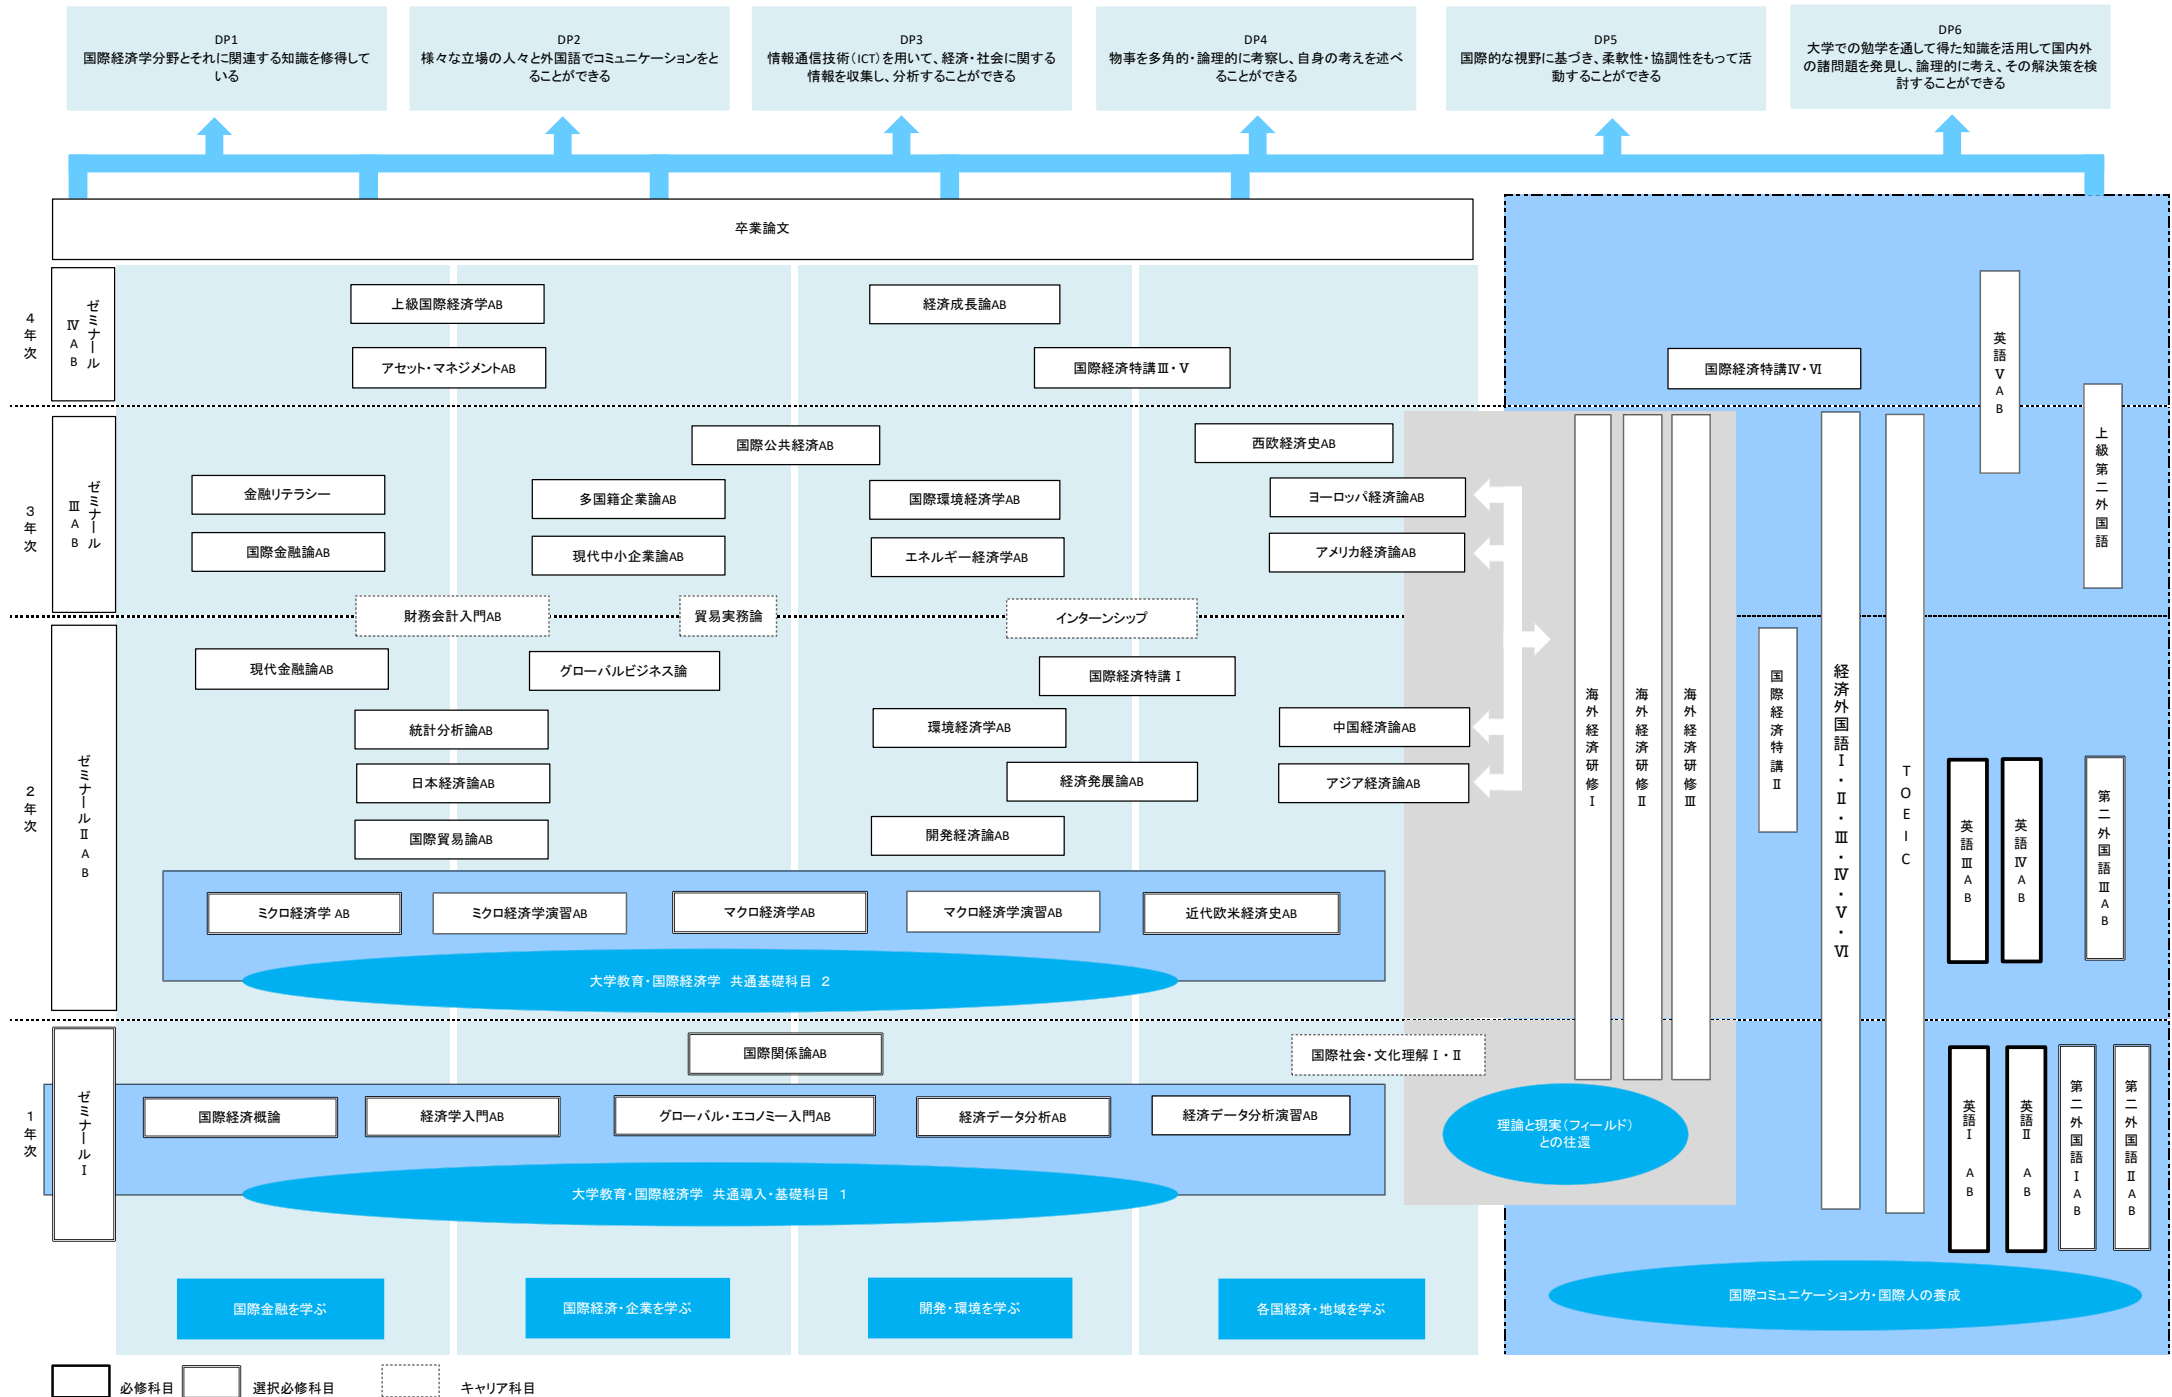 DP1
国際経済学分野とそれに関連する知識を修得して
いる
DP2
様々な立場の人々と外国語でコミュニケーションをと
ることができる
DP3
情報通信技術(ICT)を用いて、経済・社会に関する
情報を収集し、分析することができる
DP4
物事を多角的・論理的に考察し、自身の考えを述べ
ることができる
DP5
国際的な視野に基づき、柔軟性・協調性をもって活
動することができる
DP6
大学での勉学を通して得た知識を活用して国内外
の諸問題を発見し、論理的に考え、その解決策を検
討することができる
卒業論文
4年次
ゼミナール
ⅣAB
上級国際経済学AB
経済成長論AB
アセット・マネジメントAB
国際経済特講Ⅲ・Ⅴ
国際経済特講Ⅳ・Ⅵ
英語ⅤAB
上級第二外国語
3年次
ゼミナール
ⅢAB
国際公共経済AB
西欧経済史AB
金融リテラシー
多国籍企業論AB
国際環境経済学AB
ヨーロッパ経済論AB
国際金融論AB
現代中小企業論AB
エネルギー経済学AB
アメリカ経済論AB
財務会計入門AB
貿易実務論
インターンシップ
2年次
ゼミナールⅡAB
現代金融論AB
グローバルビジネス論
国際経済特講Ⅰ
統計分析論AB
環境経済学AB
中国経済論AB
日本経済論AB
経済発展論AB
アジア経済論AB
国際貿易論AB
開発経済論AB
海外経済研修Ⅰ
海外経済研修Ⅱ
海外経済研修Ⅲ
国際経済特講Ⅱ
経済外国語Ⅰ・Ⅱ・Ⅲ・Ⅳ・Ⅴ・Ⅵ
TOEIC
英語ⅢAB
英語ⅣAB
第二外国語ⅢAB
ミクロ経済学 AB
ミクロ経済学演習AB
マクロ経済学AB
マクロ経済学演習AB
近代欧米経済史AB
大学教育・国際経済学 共通基礎科目 2
1年次
ゼミナールⅠ
国際関係論AB
国際社会・文化理解Ⅰ・Ⅱ
国際経済概論
経済学入門AB
グローバル・エコノミー入門AB
経済データ分析AB
経済データ分析演習AB
大学教育・国際経済学 共通導入・基礎科目 1
理論と現実(フィールド)
との往還
英語Ⅰ AB
英語Ⅱ AB
第二外国語ⅠAB
第二外国語ⅡAB
国際金融を学ぶ
国際経済・企業を学ぶ
開発・環境を学ぶ
各国経済・地域を学ぶ
国際コミュニケーション力・国際人の養成
必修科目
選択必修科目
キャリア科目